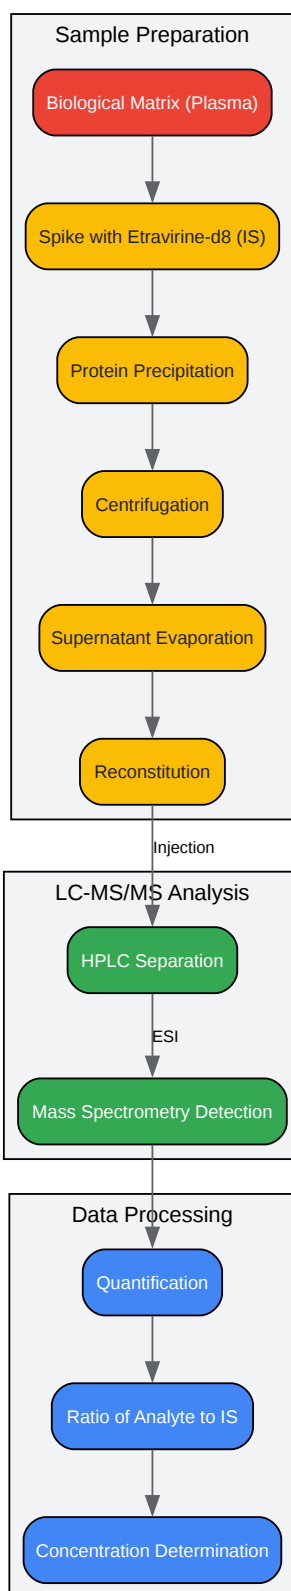 Sample Preparation
Biological Matrix (Plasma)
Spike with Etravirine-d8 (IS)
Protein Precipitation
Centrifugation
Supernatant Evaporation
Reconstitution
Injection
LC-MS/MS Analysis
HPLC Separation
ESI
Mass Spectrometry Detection
Data Processing
Quantification
Ratio of Analyte to IS
Concentration Determination